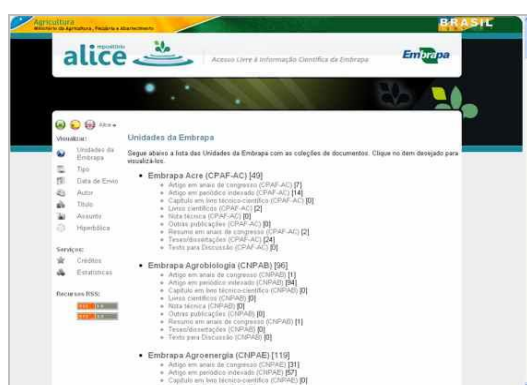 Agricultura
Ministério da Agricultura, Pecuária e Abastecimento
BRASIL
repositório
alice
Acesso Livre à Informação Científica da Embrapa
Embrapa
Alice
Visualizar:
Unidades da
Embrapa
Tipo
Data de Envio
Autor
Título
Assunto
Hiperbólica
Serviços:
Créditos
Estatísticas
Recursos RSS:
Unidades da Embrapa
Segue abaixo a lista das Unidades da Embrapa com as coleções de documentos. Clique no item desejado para
visualizá-los.
Embrapa Acre (CPAF-AC) [49]
Artigo em anais de congresso (CPAF-AC) [7]
Artigo em periódico indexado (CPAF-AC) [14]
Capítulo em livro técnico-científico (CPAF-AC) [0]
Livros científicos (CPAF-AC) [2]
Nota técnica (CPAF-AC) [0]
Outras publicações (CPAF-AC) [0]
Resumo em anais de congresso (CPAF-AC) [2]
Teses/dissertações (CPAF-AC) [24]
Texto para Discussão (CPAF-AC) [0]
Embrapa Agrobiologia (CNPAB) [96]
Artigo em anais de congresso (CNPAB) [1]
Artigo em periódico indexado (CNPAB) [94]
Capítulo em livro técnico-científico (CNPAB) [0]
Livros científicos (CNPAB) [0]
Nota técnica (CNPAB) [0]
Outras publicações (CNPAB) [0]
Resumo em anais de congresso (CNPAB) [1]
Teses/dissertações (CNPAB) [0]
Texto para Discussão (CNPAB) [0]
Embrapa Agroenergia (CNPAE) [119]
Artigo em anais de congresso (CNPAE) [31]
Artigo em periódico indexado (CNPAE) [57]
Capítulo em livro técnico-científico (CNPAE) [0]